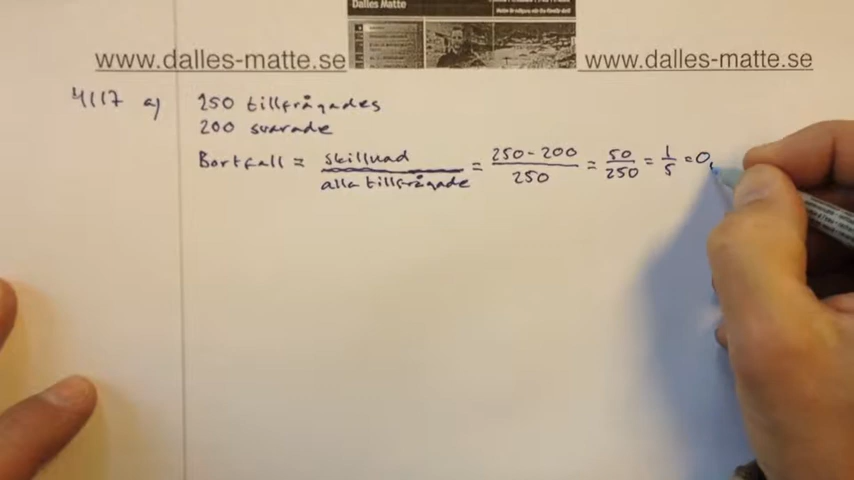 Dalles Matte
www.dalles-matte.se
www.dalles-matte.se
4117 a) 250 tillfrågades
200 svarade
Bortfall = skillnad / alla tillfrågade = 250-200 / 250 = 50 / 250 = 1 / 5 = 0,